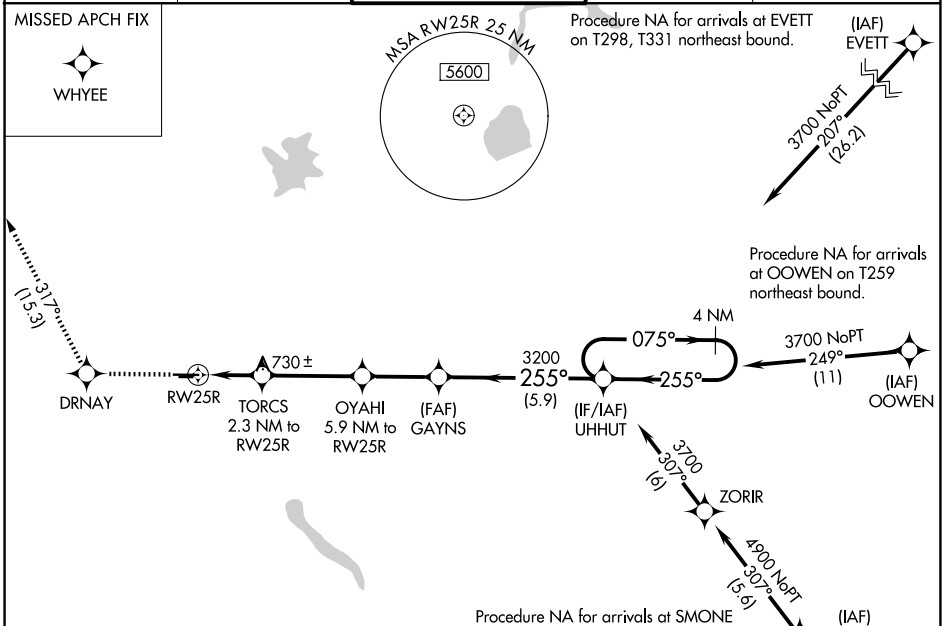 MISSED APCH FIX
WHYEE
MSA RW25R 25 NM
5600
Procedure NA for arrivals at EVETT
on T298, T331 northeast bound.
(IAF)
EVETT
3700 NoPT
207°
(26.2)
Procedure NA for arrivals
at OOWEN on T259
northeast bound.
317°
(15.3)
4 NM
075°
3700 NoPT
249°
(11)
(IAF)
OOWEN
730 ±
3200
255°
(5.9)
255°
DRNAY
RW25R
TORCS
2.3 NM to
RW25R
OYAHI
5.9 NM to
RW25R
(FAF)
GAYNS
(IF/IAF)
UHHUT
3700
307°
(6)
ZORIR
4900 NoPT
307°
(5.6)
Procedure NA for arrivals at SMONE
(IAF)